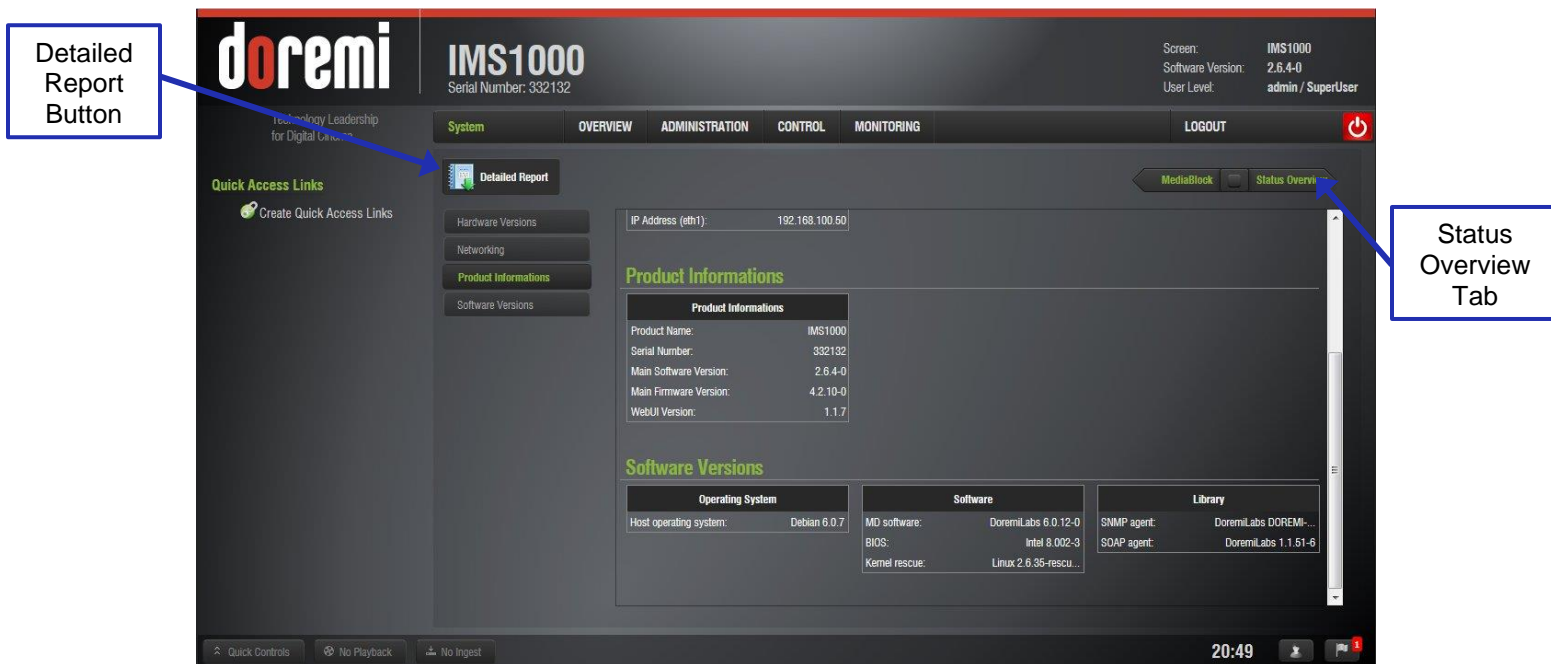 Detailed
Report
Button
doremi
Technology Leadership
for Digital Cinema
IMS1000
Serial Number: 332132
Screen: IMS1000
Software Version: 2.6.4-0
User Level: admin / SuperUser
System OVERVIEW ADMINISTRATION CONTROL MONITORING LOGOUT
Quick Access Links
Create Quick Access Links
Detailed Report
MediaBlock Status Overview
Hardware Versions
Networking
Product Informations
Software Versions
IP Address (eth1): 192.168.100.50
Product Informations
Product Informations
Product Name: IMS1000
Serial Number: 332132
Main Software Version: 2.6.4-0
Main Firmware Version: 4.2.10-0
WebUI Version: 1.1.7
Software Versions
Operating System
Host operating system: Debian 6.0.7
Software
MD software: DoremiLabs 6.0.12-0
BIOS: Intel 8.002-3
Kernel rescue: Linux 2.6.35-rescu...
Library
SNMP agent: DoremiLabs DOREMI-...
SOAP agent: DoremiLabs 1.1.51-6
Status
Overview
Tab
Quick Controls No Playback No Ingest 20:49 1